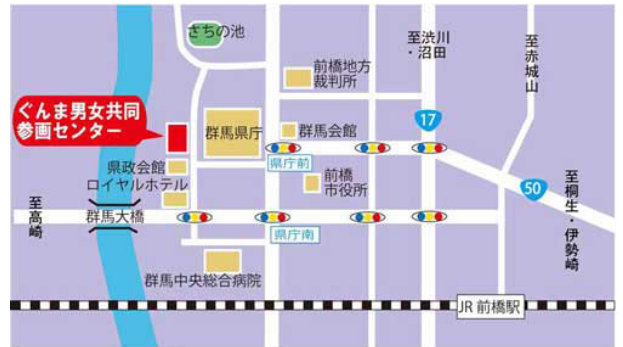 さちの池
至渋川
・沼田
至赤城山
前橋地方
裁判所
ぐんま男女共同
参画センター
群馬県庁
群馬会館
17
県庁前
県政会館
ロイヤルホテル
前橋
市役所
50
至高崎
群馬大橋
至桐生・伊勢崎
県庁南
群馬中央総合病院
JR 前橋駅